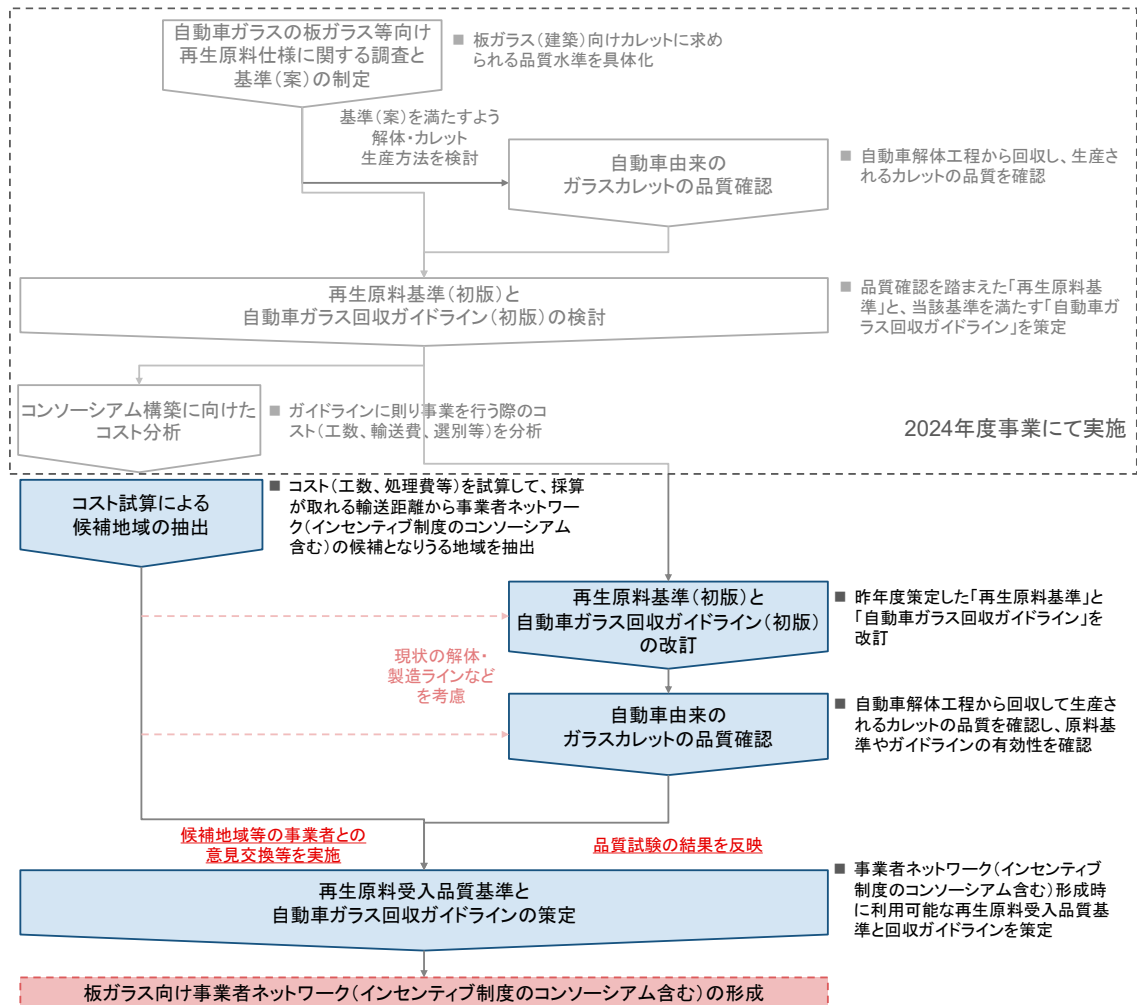 自動車ガラスの板ガラス等向け
再生原料仕様に関する調査と
基準(案)の制定
■ 板ガラス(建築)向けカレットに求め
られる品質水準を具体化
基準(案)を満たすよう
解体・カレット
生産方法を検討
自動車由来の
ガラスカレットの品質確認
■ 自動車解体工程から回収し、生産さ
れるカレットの品質を確認
再生原料基準(初版)と
自動車ガラス回収ガイドライン(初版)の検討
■ 品質確認を踏まえた「再生原料基
準」と、当該基準を満たす「自動車ガ
ラス回収ガイドライン」を策定
コンソーシアム構築に向けた
コスト分析
■ ガイドラインに則り事業を行う際のコ
スト(工数、輸送費、選別等)を分析
2024年度事業にて実施
コスト試算による
候補地域の抽出
■ コスト(工数、処理費等)を試算して、採算
が取れる輸送距離から事業者ネットワー
ク(インセンティブ制度のコンソーシアム
含む)の候補となりうる地域を抽出
再生原料基準(初版)と
自動車ガラス回収ガイドライン(初版)
の改訂
■ 昨年度策定した「再生原料基準」と
「自動車ガラス回収ガイドライン」を
改訂
現状の解体・
製造ラインなど
を考慮
自動車由来の
ガラスカレットの品質確認
■ 自動車解体工程から回収して生産さ
れるカレットの品質を確認し、原料基
準やガイドラインの有効性を確認
候補地域等の事業者との
意見交換等を実施
品質試験の結果を反映
再生原料受入品質基準と
自動車ガラス回収ガイドラインの策定
■ 事業者ネットワーク(インセンティブ
制度のコンソーシアム含む)形成時
に利用可能な再生原料受入品質基
準と回収ガイドラインを策定
板ガラス向け事業者ネットワーク(インセンティブ制度のコンソーシアム含む)の形成